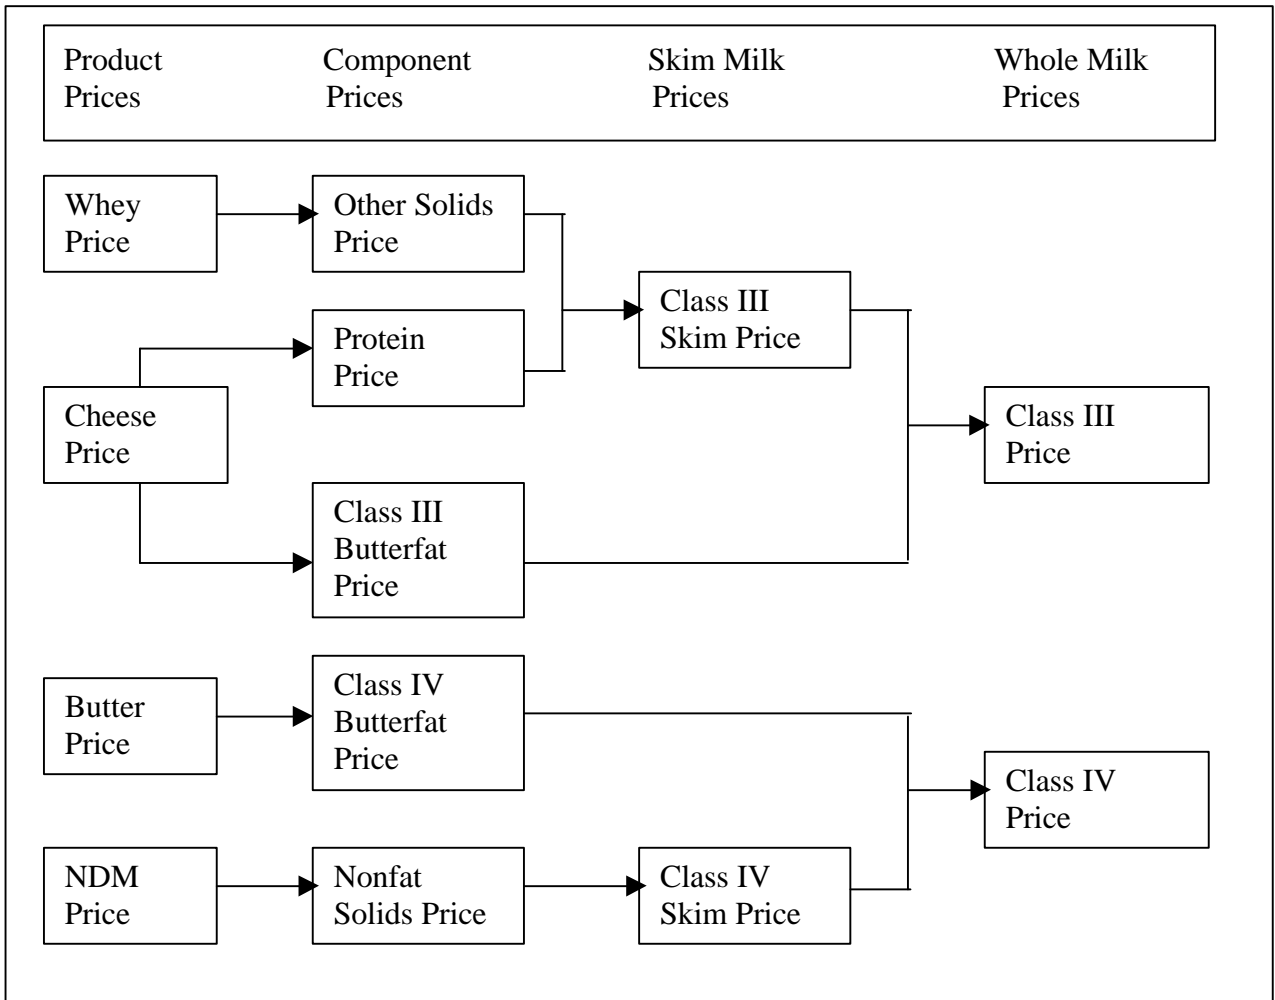 Product Prices
Component Prices
Skim Milk Prices
Whole Milk Prices
Whey
Price
Other Solids
Price
Protein
Price
Class III
Skim Price
Cheese
Price
Class III
Price
Class III
Butterfat
Price
Butter
Price
Class IV
Butterfat
Price
Class IV
Price
NDM
Price
Nonfat
Solids Price
Class IV
Skim Price